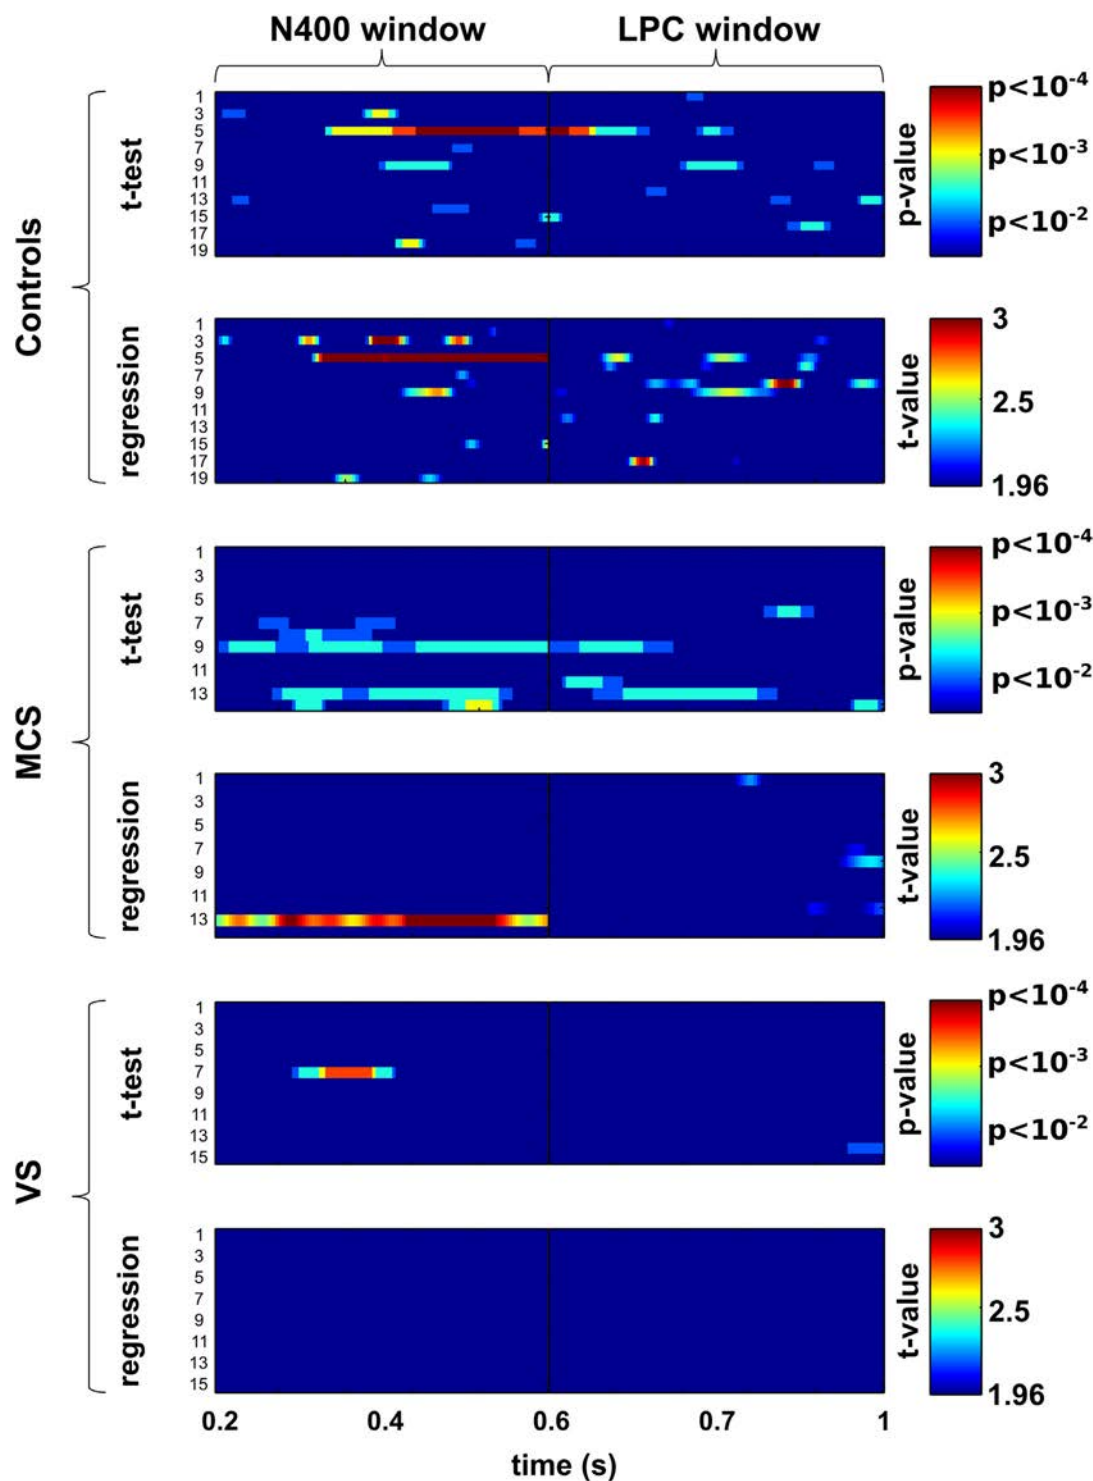 N400 window LPC window
Controls
t-test
1
3
5
7
9
11
13
15
17
19
p-value
p<10-4
p<10-3
p<10-2
regression
1
3
5
7
9
11
13
15
17
19
t-value
3
2.5
1.96
MCS
t-test
1
3
5
7
9
11
13
p-value
p<10-4
p<10-3
p<10-2
regression
1
3
5
7
9
11
13
t-value
3
2.5
1.96
VS
t-test
1
3
5
7
9
11
13
15
p-value
p<10-4
p<10-3
p<10-2
regression
1
3
5
7
9
11
13
15
t-value
3
2.5
1.96
0.2 0.4 0.6 0.7 1
time (s)